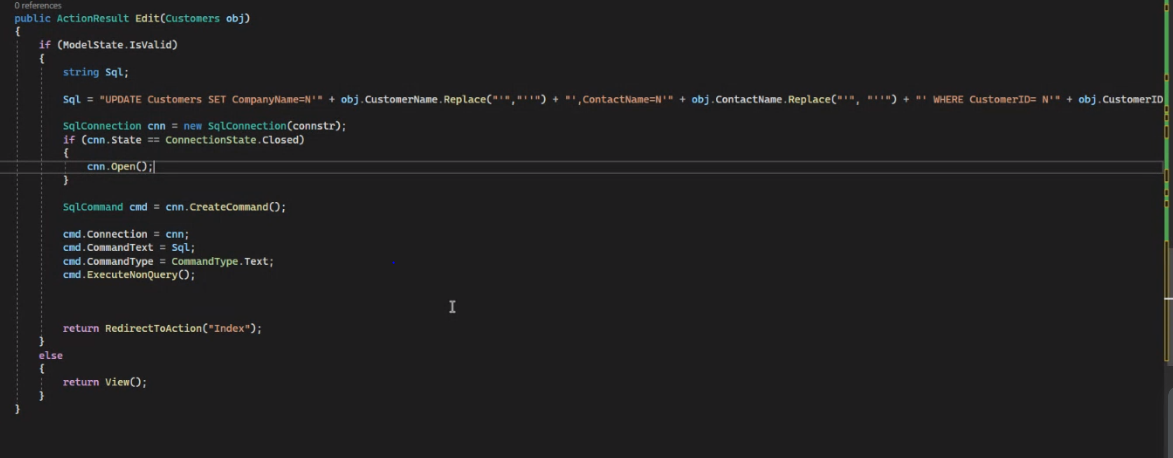 0 references
public ActionResult Edit(Customers obj)
{
if (ModelState.IsValid)
{
string Sql;
Sql = "UPDATE Customers SET CompanyName=N'" + obj.CustomerName.Replace("'","''") + "',ContactName=N'" + obj.ContactName.Replace("'", "''") + "' WHERE CustomerID= N'" + obj.CustomerID
SqlConnection cnn = new SqlConnection(connstr);
if (cnn.State == ConnectionState.Closed)
{
cnn.Open();
}
SqlCommand cmd = cnn.CreateCommand();
cmd.Connection = cnn;
cmd.CommandText = Sql;
cmd.CommandType = CommandType.Text;
cmd.ExecuteNonQuery();
return RedirectToAction("Index");
}
else
{
return View();
}
}